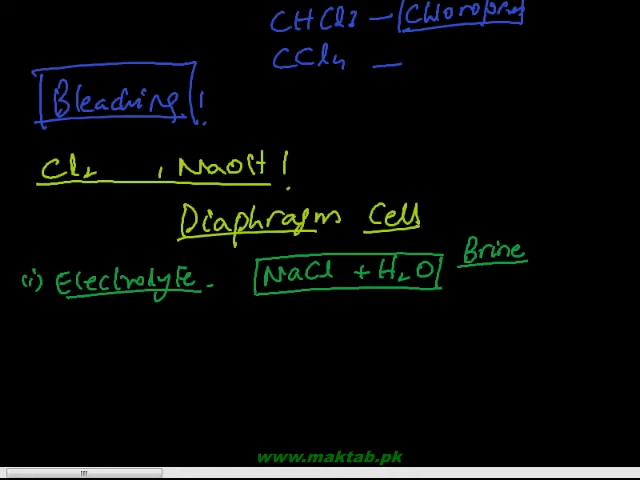 CHCl3 — Chloroform
CCl4 —
Bleaching!
Cl2 , NaOH!
Diaphragm Cell
(i) Electrolyte. NaCl + H2O Brine
www.maktab.pk